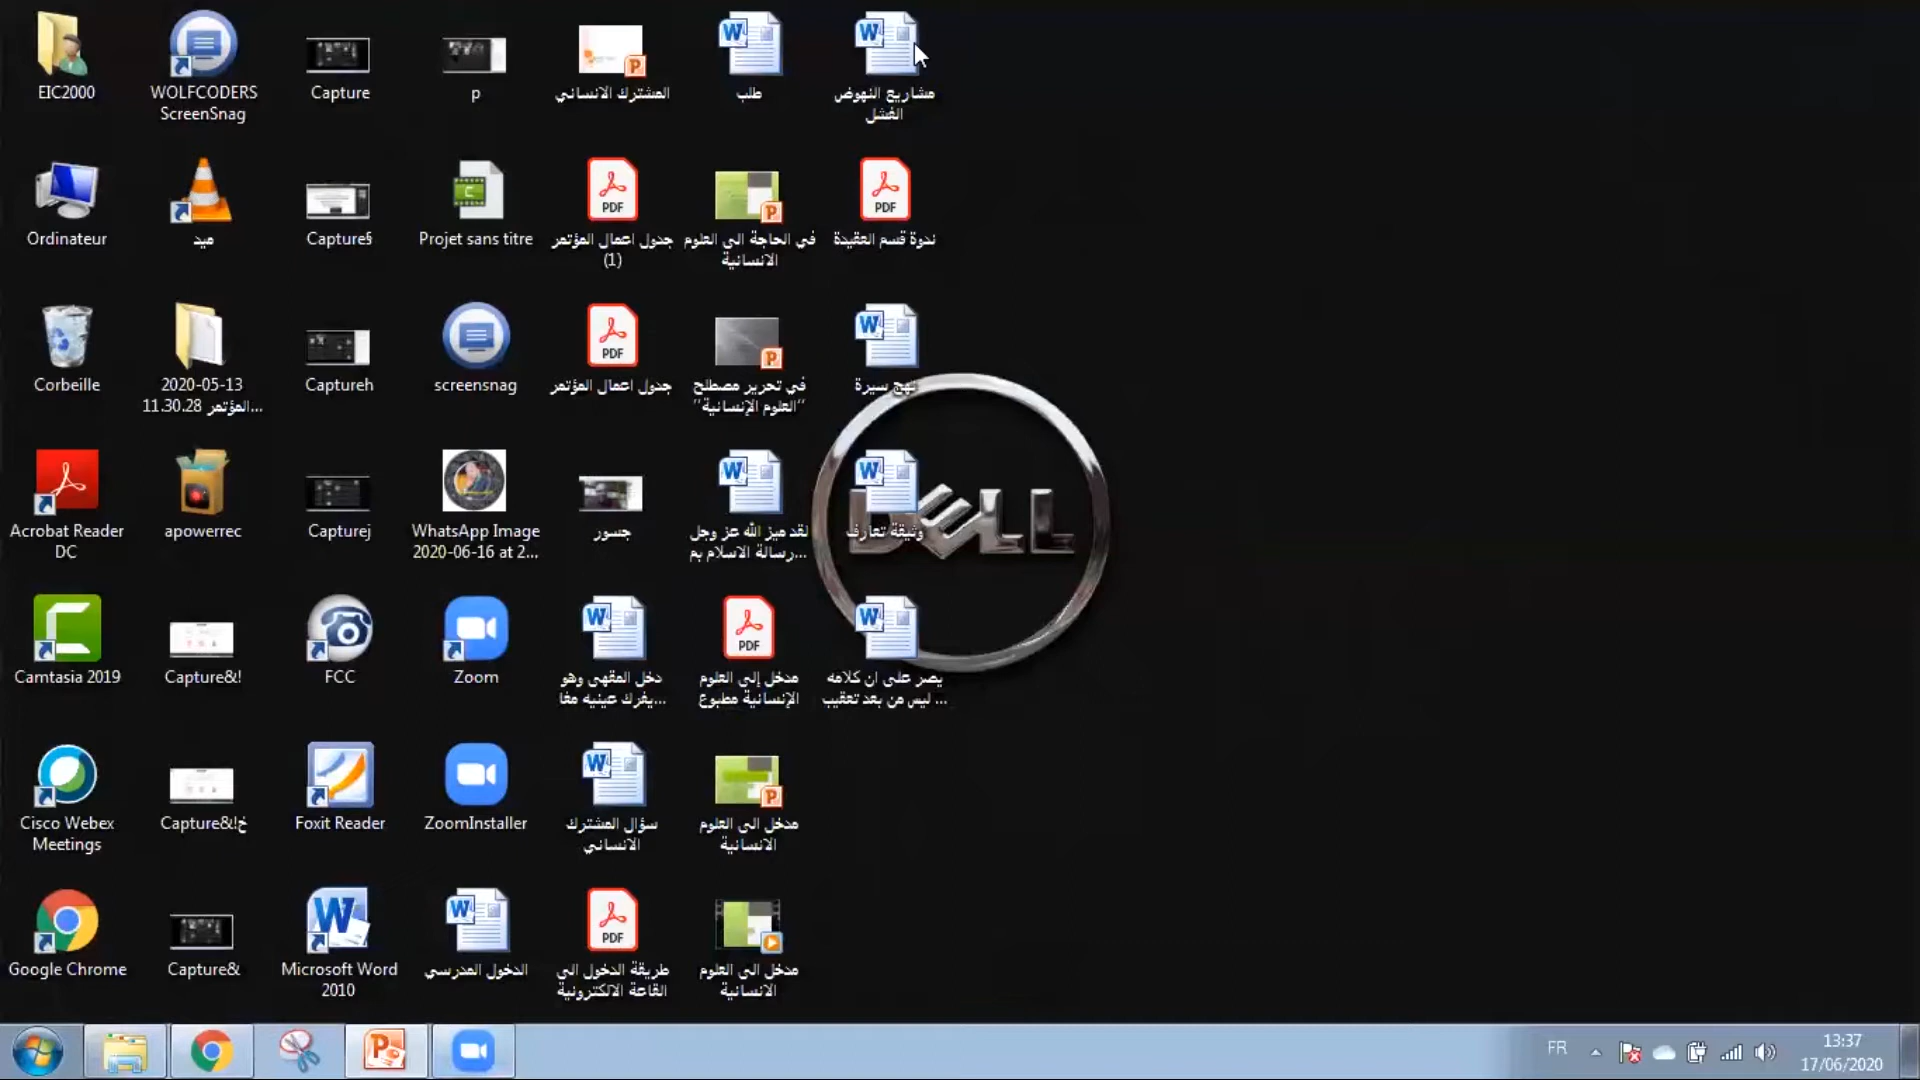 EIC2000
WOLFCODERS
ScreenSnag
Capture
p
المشترك الانساني
طلب
مشاريع النهوض
الفشل
Ordinateur
ميد
Capture§
Projet sans titre
جدول اعمال المؤتمر
(1)
في الحاجة الى العلوم
الانسانية
ندوة قسم العقيدة
Corbeille
2020-05-13
11.30.28 المؤتمر...
Captureh
screensnag
جدول اعمال المؤتمر
في تحرير مصطلح
"العلوم الإنسانية"
نهج سيرة
Acrobat Reader
DC
apowerrec
Capturej
WhatsApp Image
2020-06-16 at 2...
جسور
لقد ميز الله عز وجل
رسالة الاسلام بم...
وثيقة تعارف
DELL
Camtasia 2019
Capture&!
FCC
Zoom
دخل المقهى وهو
يفرك عينيه مغا...
مدخل إلى العلوم
الإنسانية مطبوع
يصر على ان كلامه
ليس من بعد تعقيب ...
Cisco Webex
Meetings
Capture&!خ
Foxit Reader
ZoomInstaller
سؤال المشترك
الانساني
مدخل الى العلوم
الانسانية
Google Chrome
Capture&
Microsoft Word
2010
الدخول المدرسي
طريقة الدخول الى
القاعة الالكترونية
مدخل الى العلوم
الانسانية
FR
13:37
17/06/2020